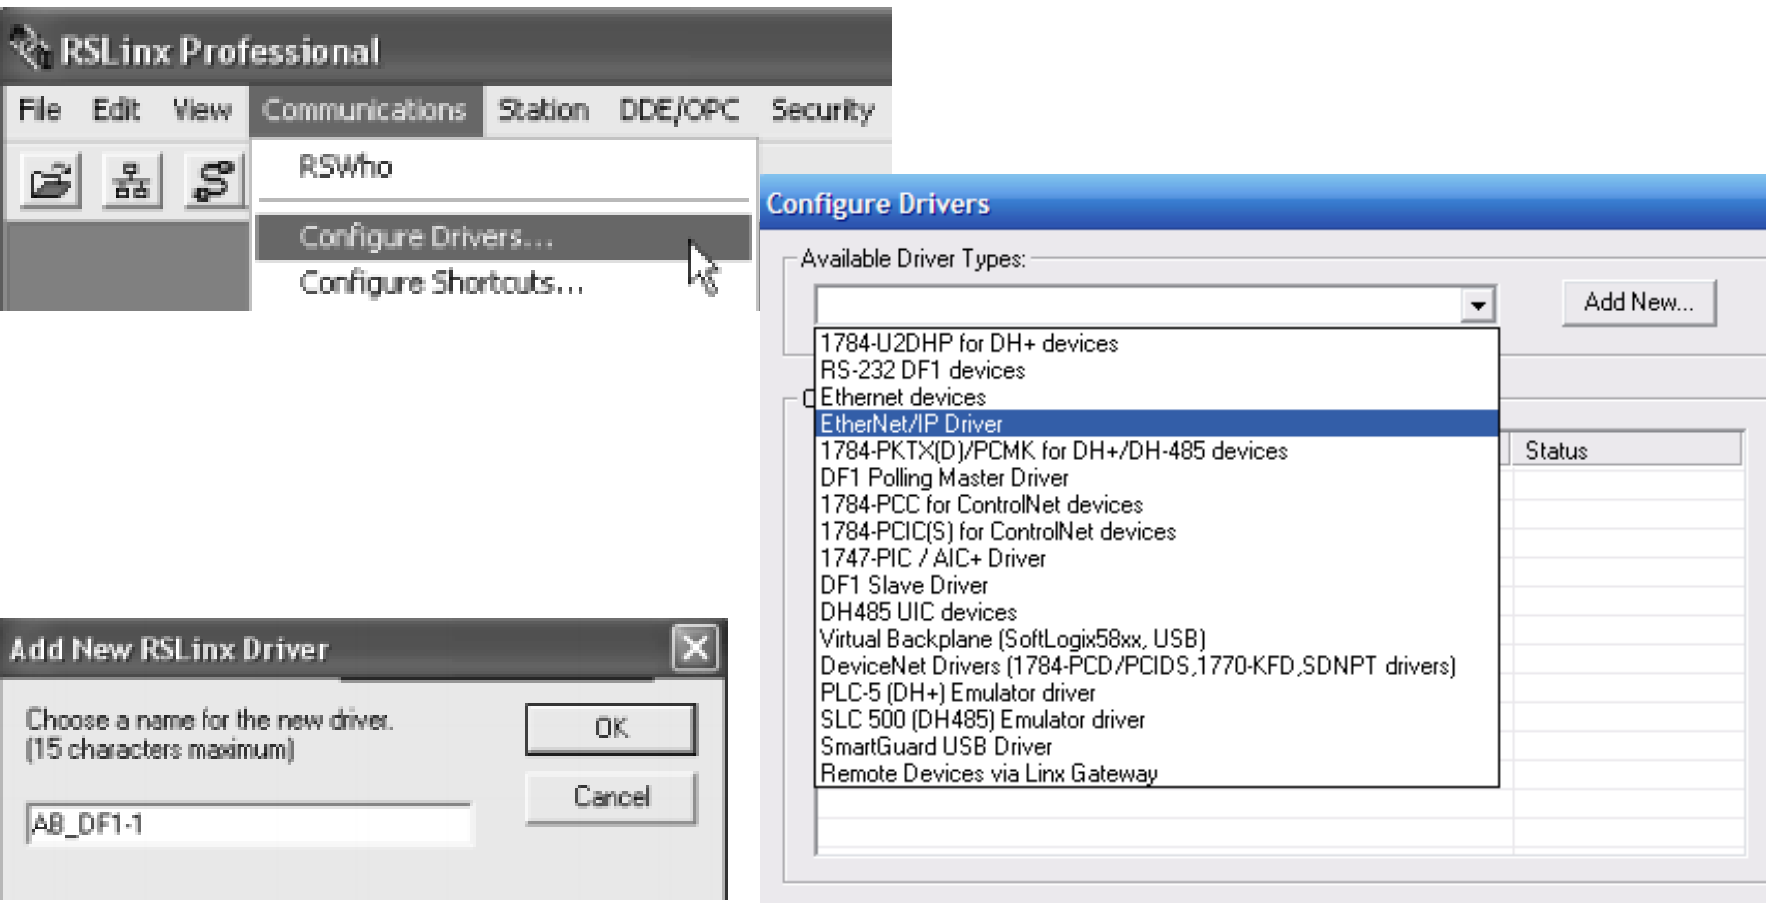 RSLinx Professional
File Edit View Communications Station DDE/OPC Security
RSWho
Configure Drivers...
Configure Shortcuts...
Configure Drivers
Available Driver Types:
Add New...
1784-U2DHP for DH+ devices
RS-232 DF1 devices
Ethernet devices
EtherNet/IP Driver
1784-PKTX(D)/PCMK for DH+/DH-485 devices
Status
DF1 Polling Master Driver
1784-PCC for ControlNet devices
1784-PCIC(S) for ControlNet devices
1747-PIC / AIC+ Driver
DF1 Slave Driver
DH485 UIC devices
Virtual Backplane (SoftLogix58xx, USB)
DeviceNet Drivers (1784-PCD/PCIDS,1770-KFD,SDNPT drivers)
PLC-5 (DH+) Emulator driver
SLC 500 (DH485) Emulator driver
SmartGuard USB Driver
Remote Devices via Linx Gateway
Add New RSLinx Driver
Choose a name for the new driver.
(15 characters maximum)
OK
Cancel
AB_DF1-1